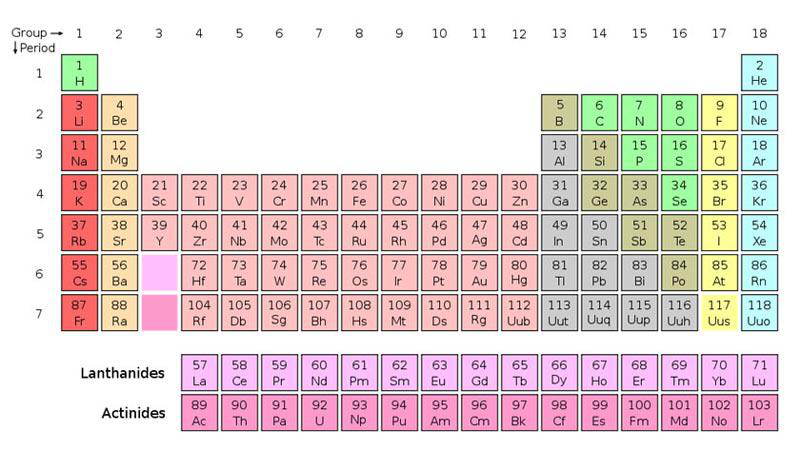 Group → 1 2 3 4 5 6 7 8 9 10 11 12 13 14 15 16 17 18
↓ Period
1 1 2
H He
2 3 4 5 6 7 8 9 10
Li Be B C N O F Ne
3 11 12 13 14 15 16 17 18
Na Mg Al Si P S Cl Ar
4 19 20 21 22 23 24 25 26 27 28 29 30 31 32 33 34 35 36
K Ca Sc Ti V Cr Mn Fe Co Ni Cu Zn Ga Ge As Se Br Kr
5 37 38 39 40 41 42 43 44 45 46 47 48 49 50 51 52 53 54
Rb Sr Y Zr Nb Mo Tc Ru Rh Pd Ag Cd In Sn Sb Te I Xe
6 55 56 72 73 74 75 76 77 78 79 80 81 82 83 84 85 86
Cs Ba Hf Ta W Re Os Ir Pt Au Hg Tl Pb Bi Po At Rn
7 87 88 104 105 106 107 108 109 110 111 112 113 114 115 116 117 118
Fr Ra Rf Db Sg Bh Hs Mt Ds Rg Uub Uut Uuq Uup Uuh Uus Uuo
Lanthanides 57 58 59 60 61 62 63 64 65 66 67 68 69 70 71
La Ce Pr Nd Pm Sm Eu Gd Tb Dy Ho Er Tm Yb Lu
Actinides 89 90 91 92 93 94 95 96 97 98 99 100 101 102 103
Ac Th Pa U Np Pu Am Cm Bk Cf Es Fm Md No Lr